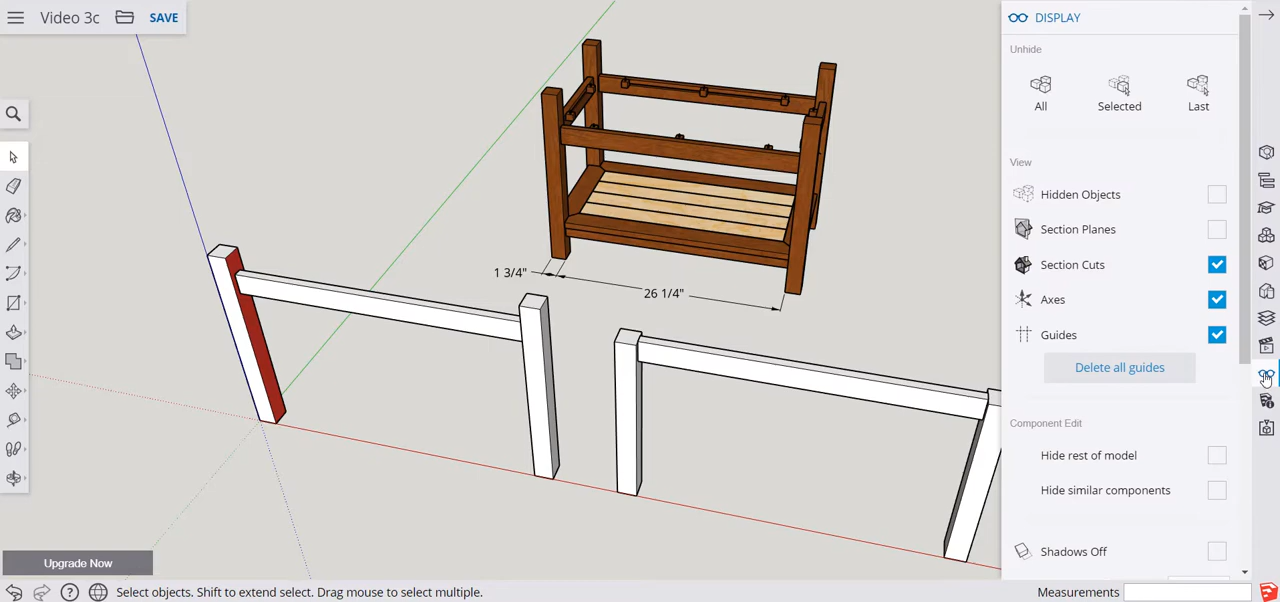 Video 3c SAVE
DISPLAY
Unhide
All Selected Last
View
Hidden Objects
Section Planes
Section Cuts
Axes
Guides
Delete all guides
Component Edit
Hide rest of model
Hide similar components
Shadows Off
1 3/4"
26 1/4"
Upgrade Now
Select objects. Shift to extend select. Drag mouse to select multiple.
Measurements